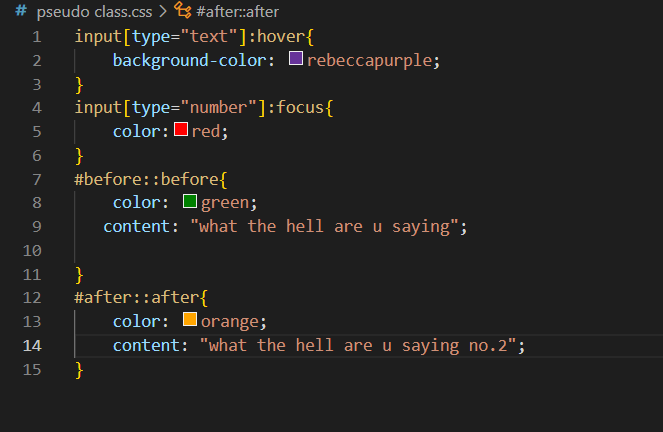 # pseudo class.css > #after::after
1 input[type="text"]:hover{
2     background-color: rebeccapurple;
3 }
4 input[type="number"]:focus{
5     color: red;
6 }
7 #before::before{
8     color: green;
9    content: "what the hell are u saying";
10
11 }
12 #after::after{
13     color: orange;
14     content: "what the hell are u saying no.2";
15 }